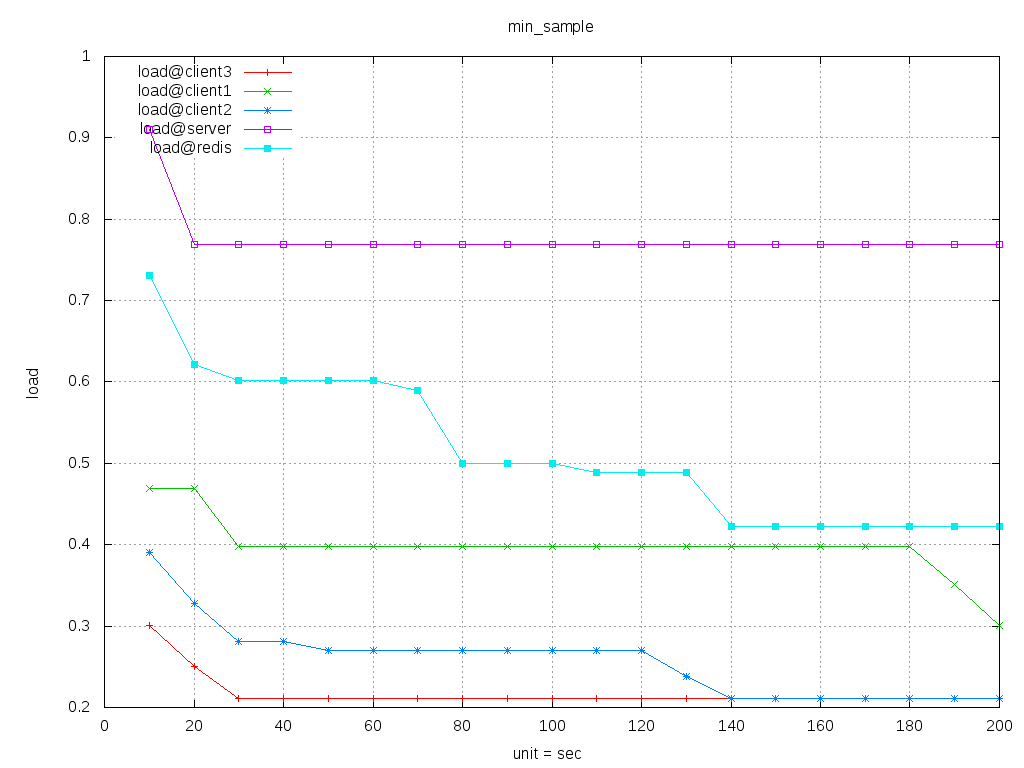 min_sample
load@client3
load@client1
load@client2
load@server
load@redis
1
0.9
0.8
0.7
0.6
0.5
0.4
0.3
0.2
load
0 20 40 60 80 100 120 140 160 180 200
unit = sec